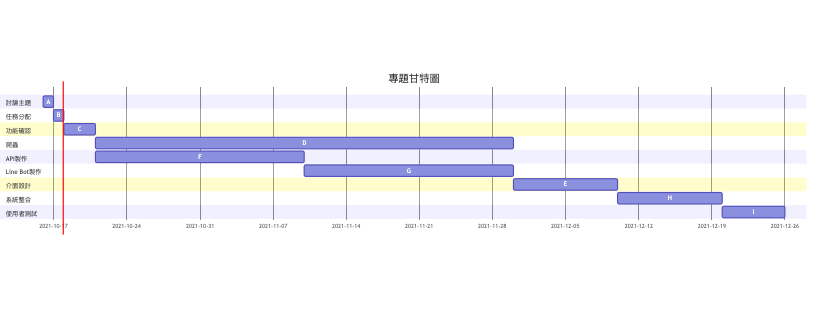 專題甘特圖
討論主題 A
任務分配 B
功能確認 C
爬蟲 D
API製作 F
Line Bot製作 G
介面設計 E
系統整合 H
使用者測試 I
2021-10-17 2021-10-24 2021-10-31 2021-11-07 2021-11-14 2021-11-21 2021-11-28 2021-12-05 2021-12-12 2021-12-19 2021-12-26